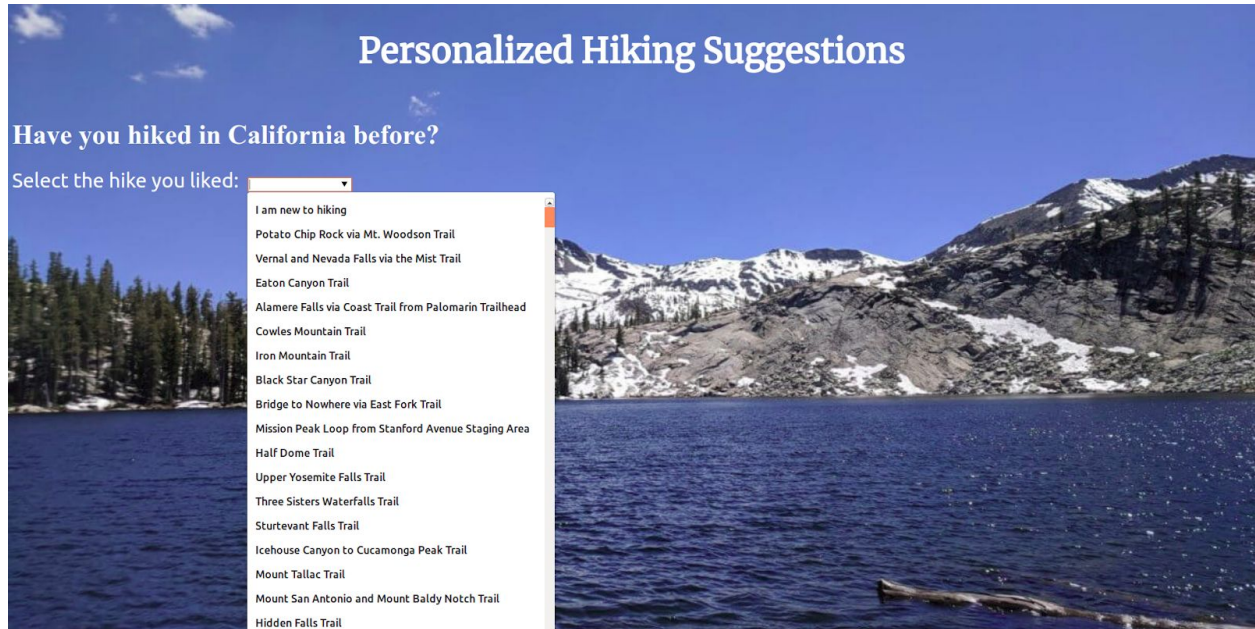 Personalized Hiking Suggestions
Have you hiked in California before?
Select the hike you liked:
I am new to hiking
Potato Chip Rock via Mt. Woodson Trail
Vernal and Nevada Falls via the Mist Trail
Eaton Canyon Trail
Alamere Falls via Coast Trail from Palomarin Trailhead
Cowles Mountain Trail
Iron Mountain Trail
Black Star Canyon Trail
Bridge to Nowhere via East Fork Trail
Mission Peak Loop from Stanford Avenue Staging Area
Half Dome Trail
Upper Yosemite Falls Trail
Three Sisters Waterfalls Trail
Sturtevant Falls Trail
Icehouse Canyon to Cucamonga Peak Trail
Mount Tallac Trail
Mount San Antonio and Mount Baldy Notch Trail
Hidden Falls Trail